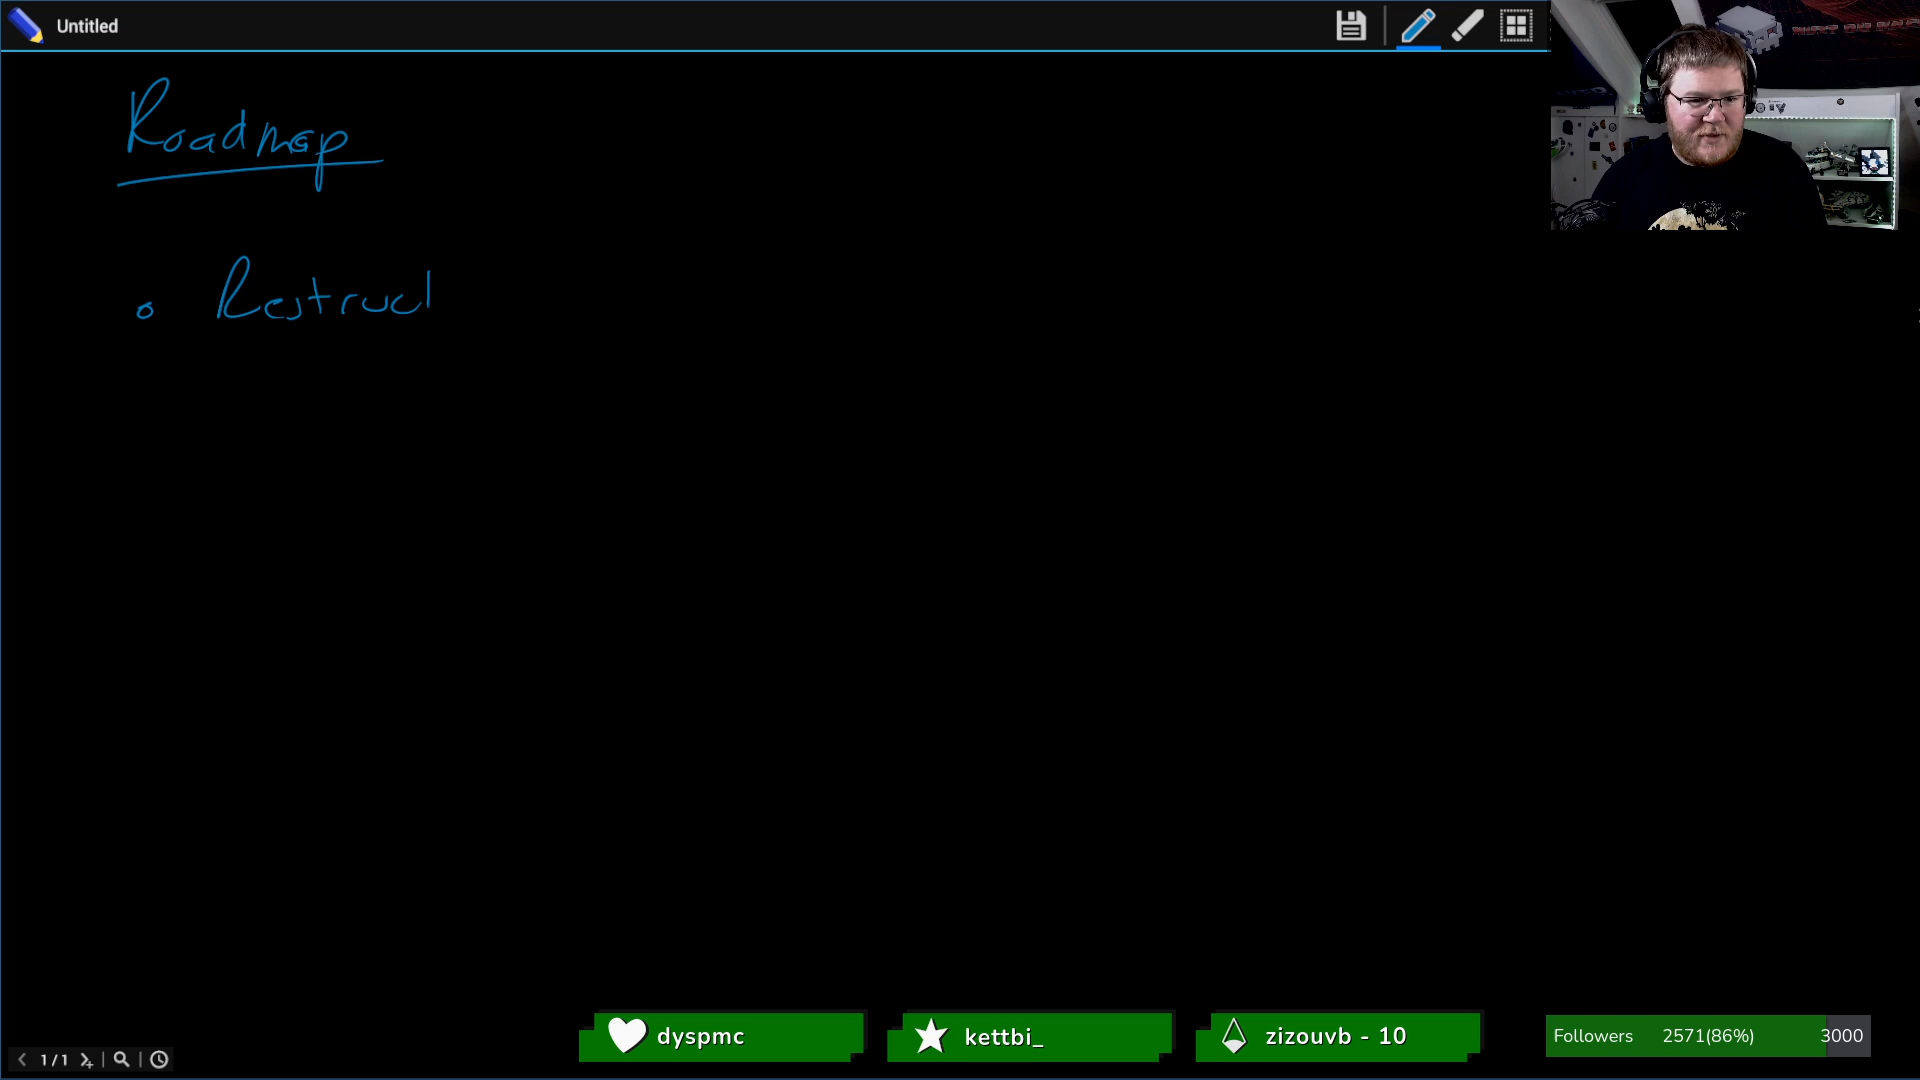 Untitled
Roadmap
Restruct
1/1
dyspmc
kettbi_
zizouvb - 10
Followers 2571(86%) 3000